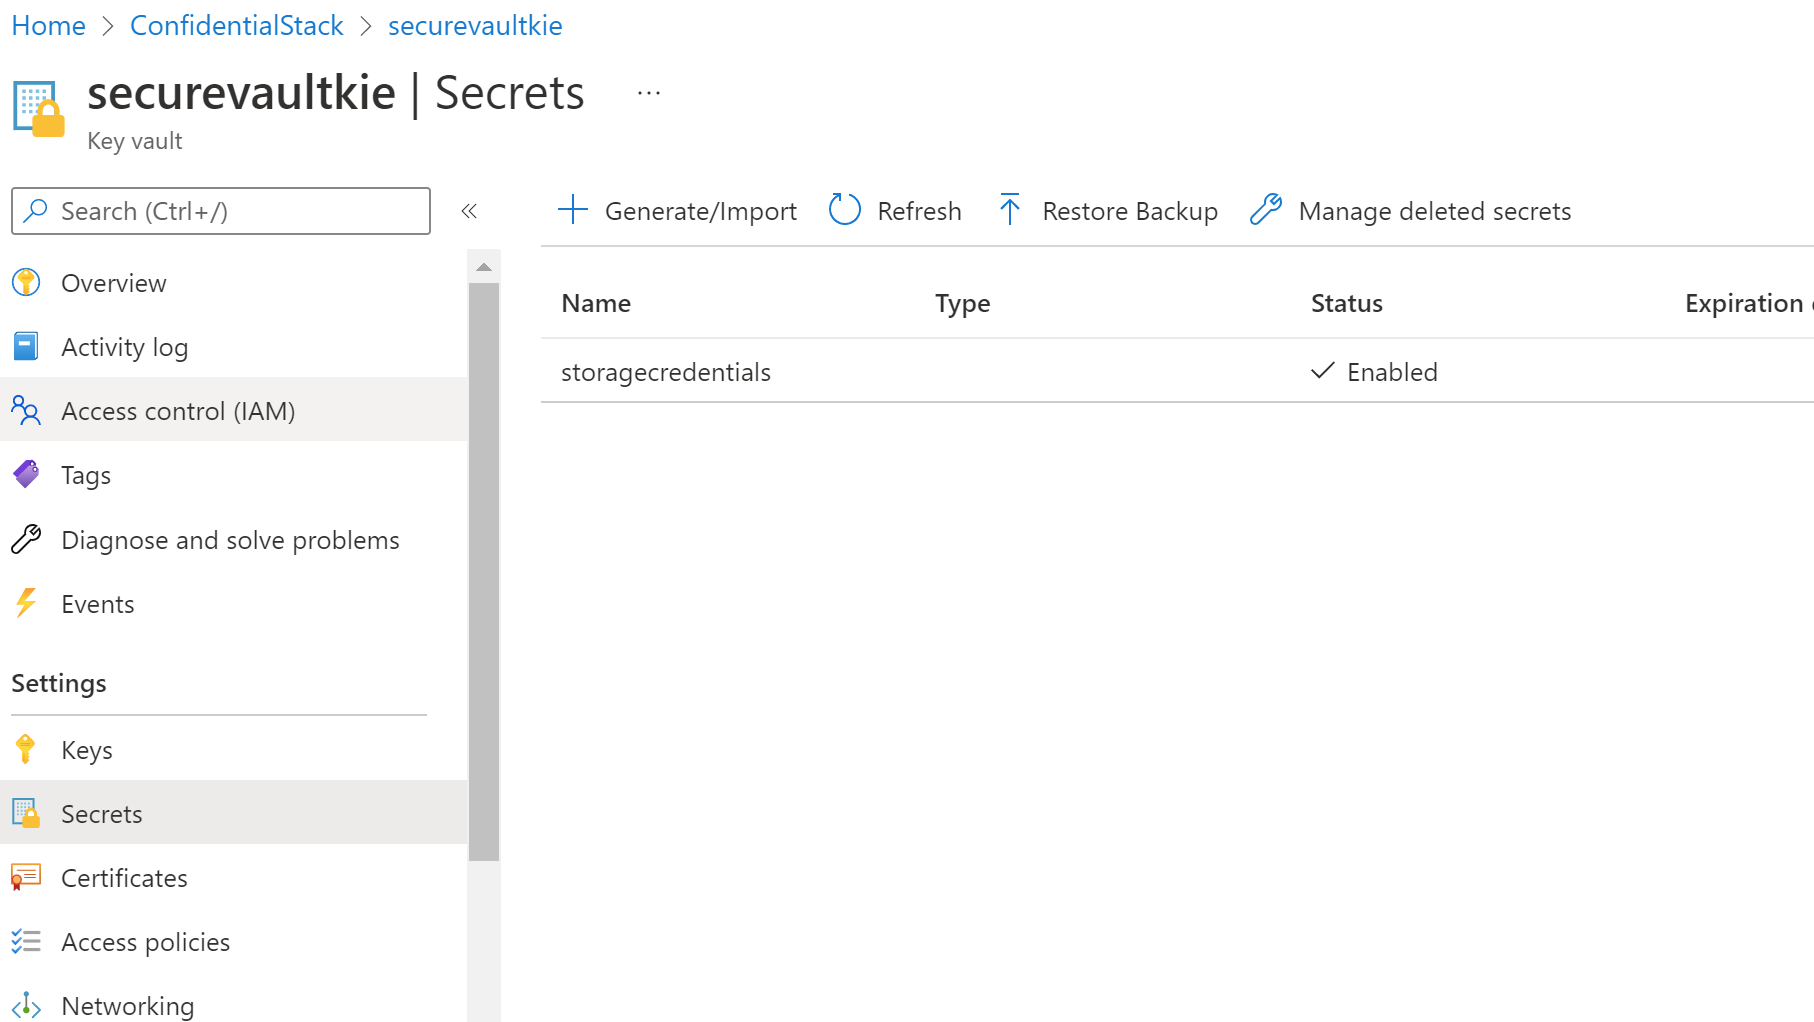 Home > ConfidentialStack > securevaultkie
securevaultkie | Secrets ...
Key vault
Search (Ctrl+/) «
Generate/Import Refresh Restore Backup Manage deleted secrets
Overview
Activity log
Access control (IAM)
Tags
Diagnose and solve problems
Events
Settings
Keys
Secrets
Certificates
Access policies
Networking
Name Type Status Expiration
storagecredentials Enabled